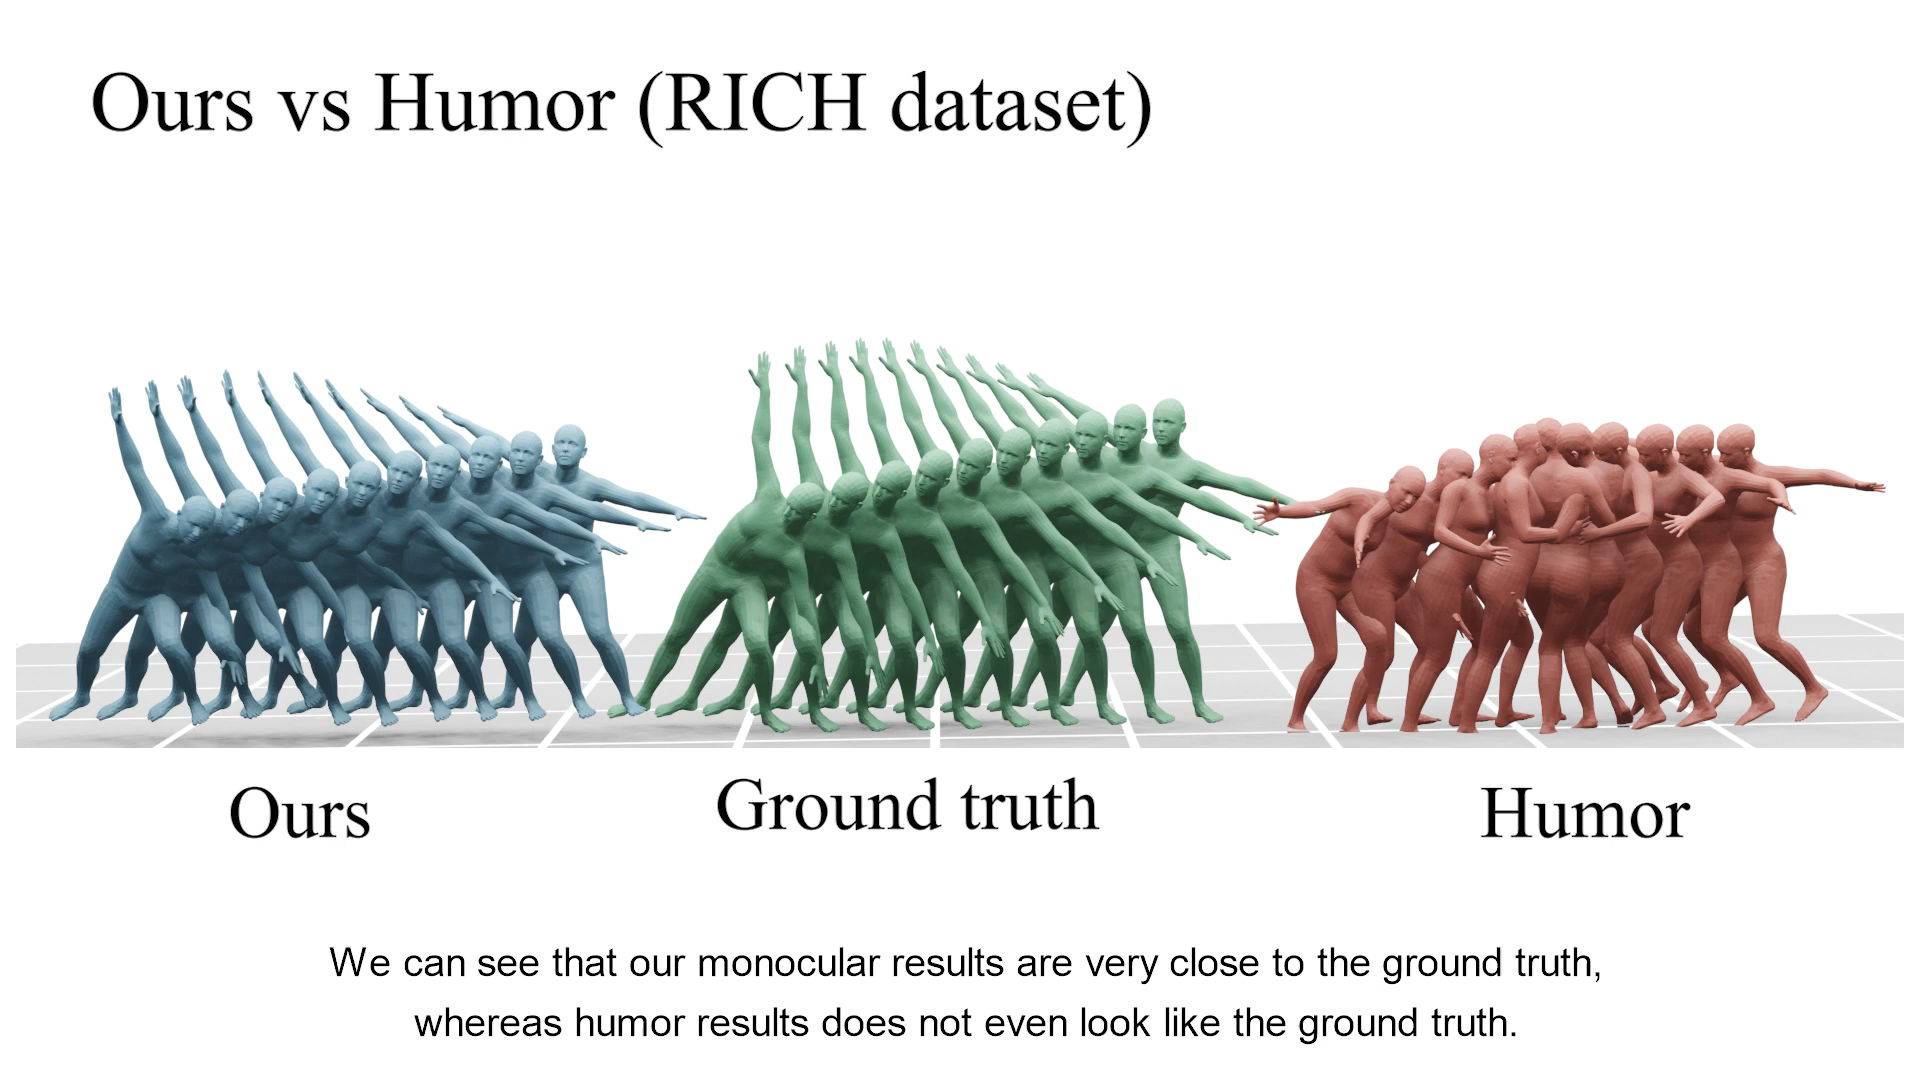 Ours vs Humor (RICH dataset)
Ours
Ground truth
Humor
We can see that our monocular results are very close to the ground truth,
whereas humor results does not even look like the ground truth.